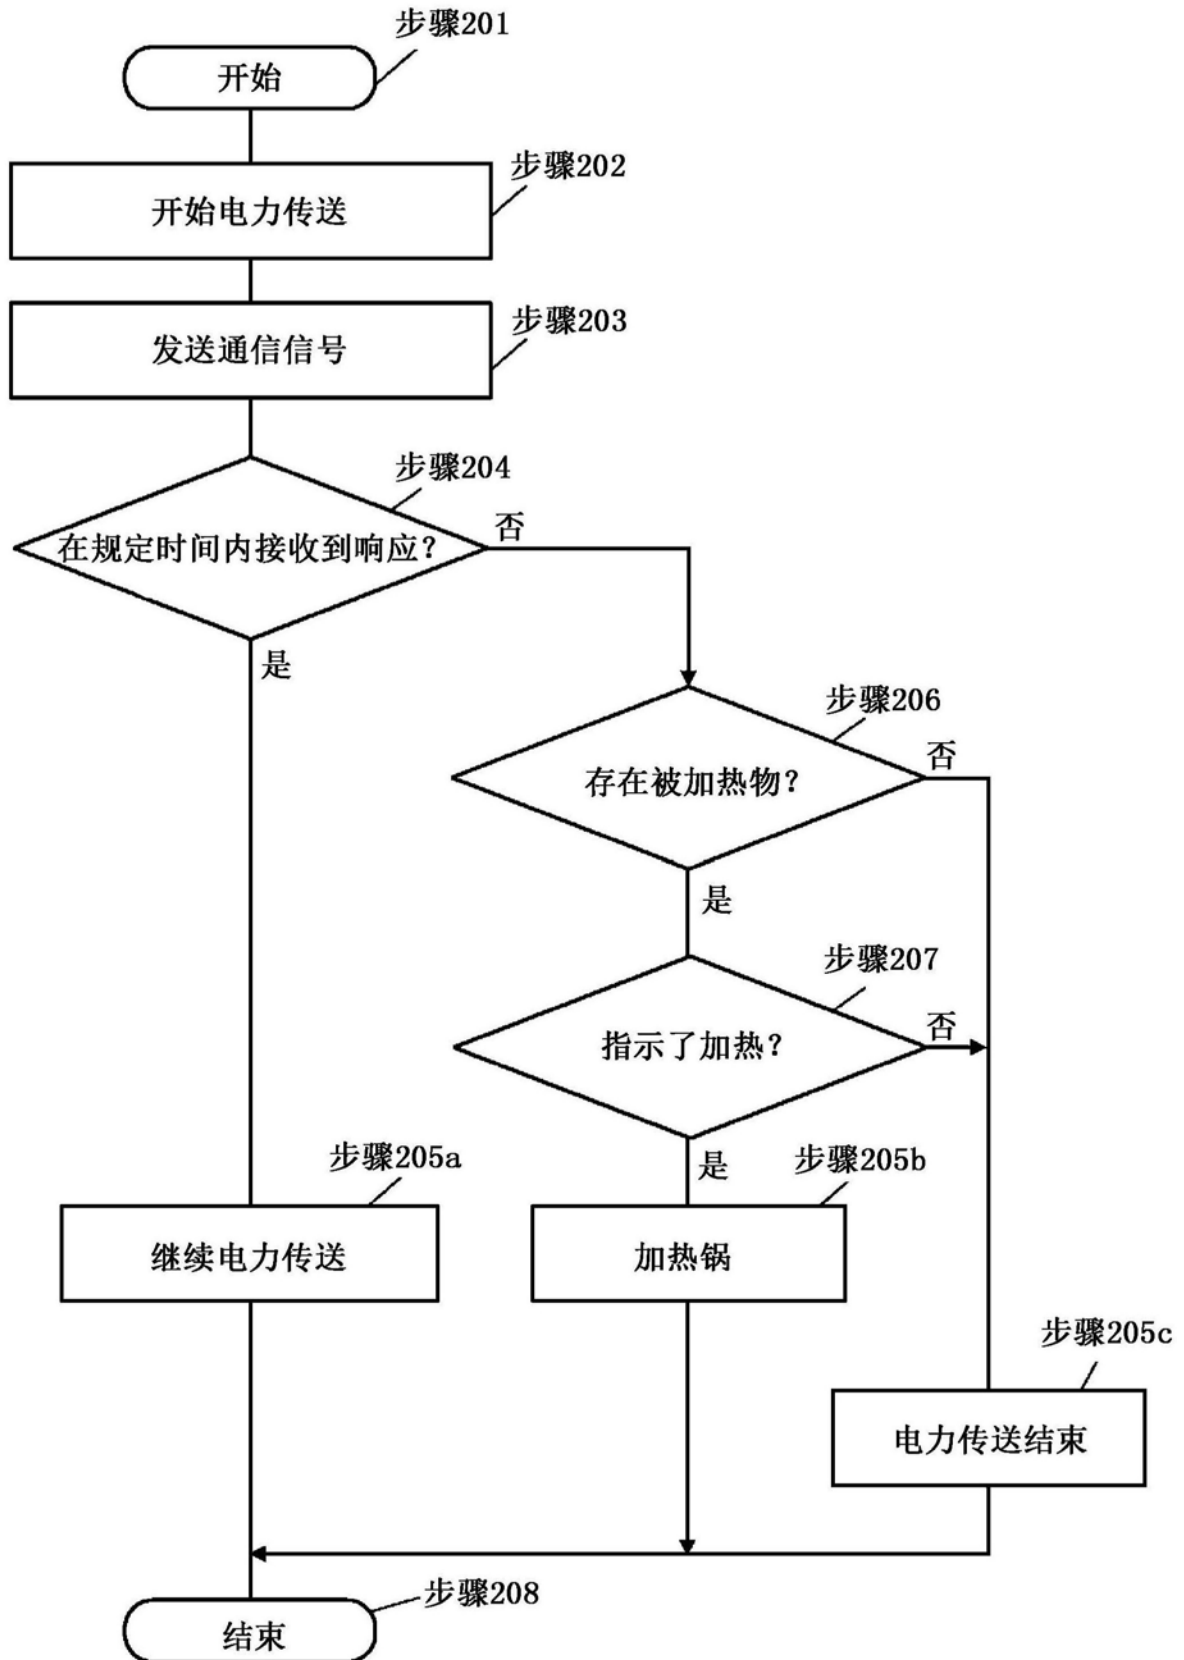 步骤201
开始
步骤202
开始电力传送
步骤203
发送通信信号
步骤204
在规定时间内接收到响应?
否
是
步骤206
存在被加热物?
否
是
步骤207
指示了加热?
否
是
步骤205a
继续电力传送
步骤205b
加热锅
步骤205c
电力传送结束
步骤208
结束